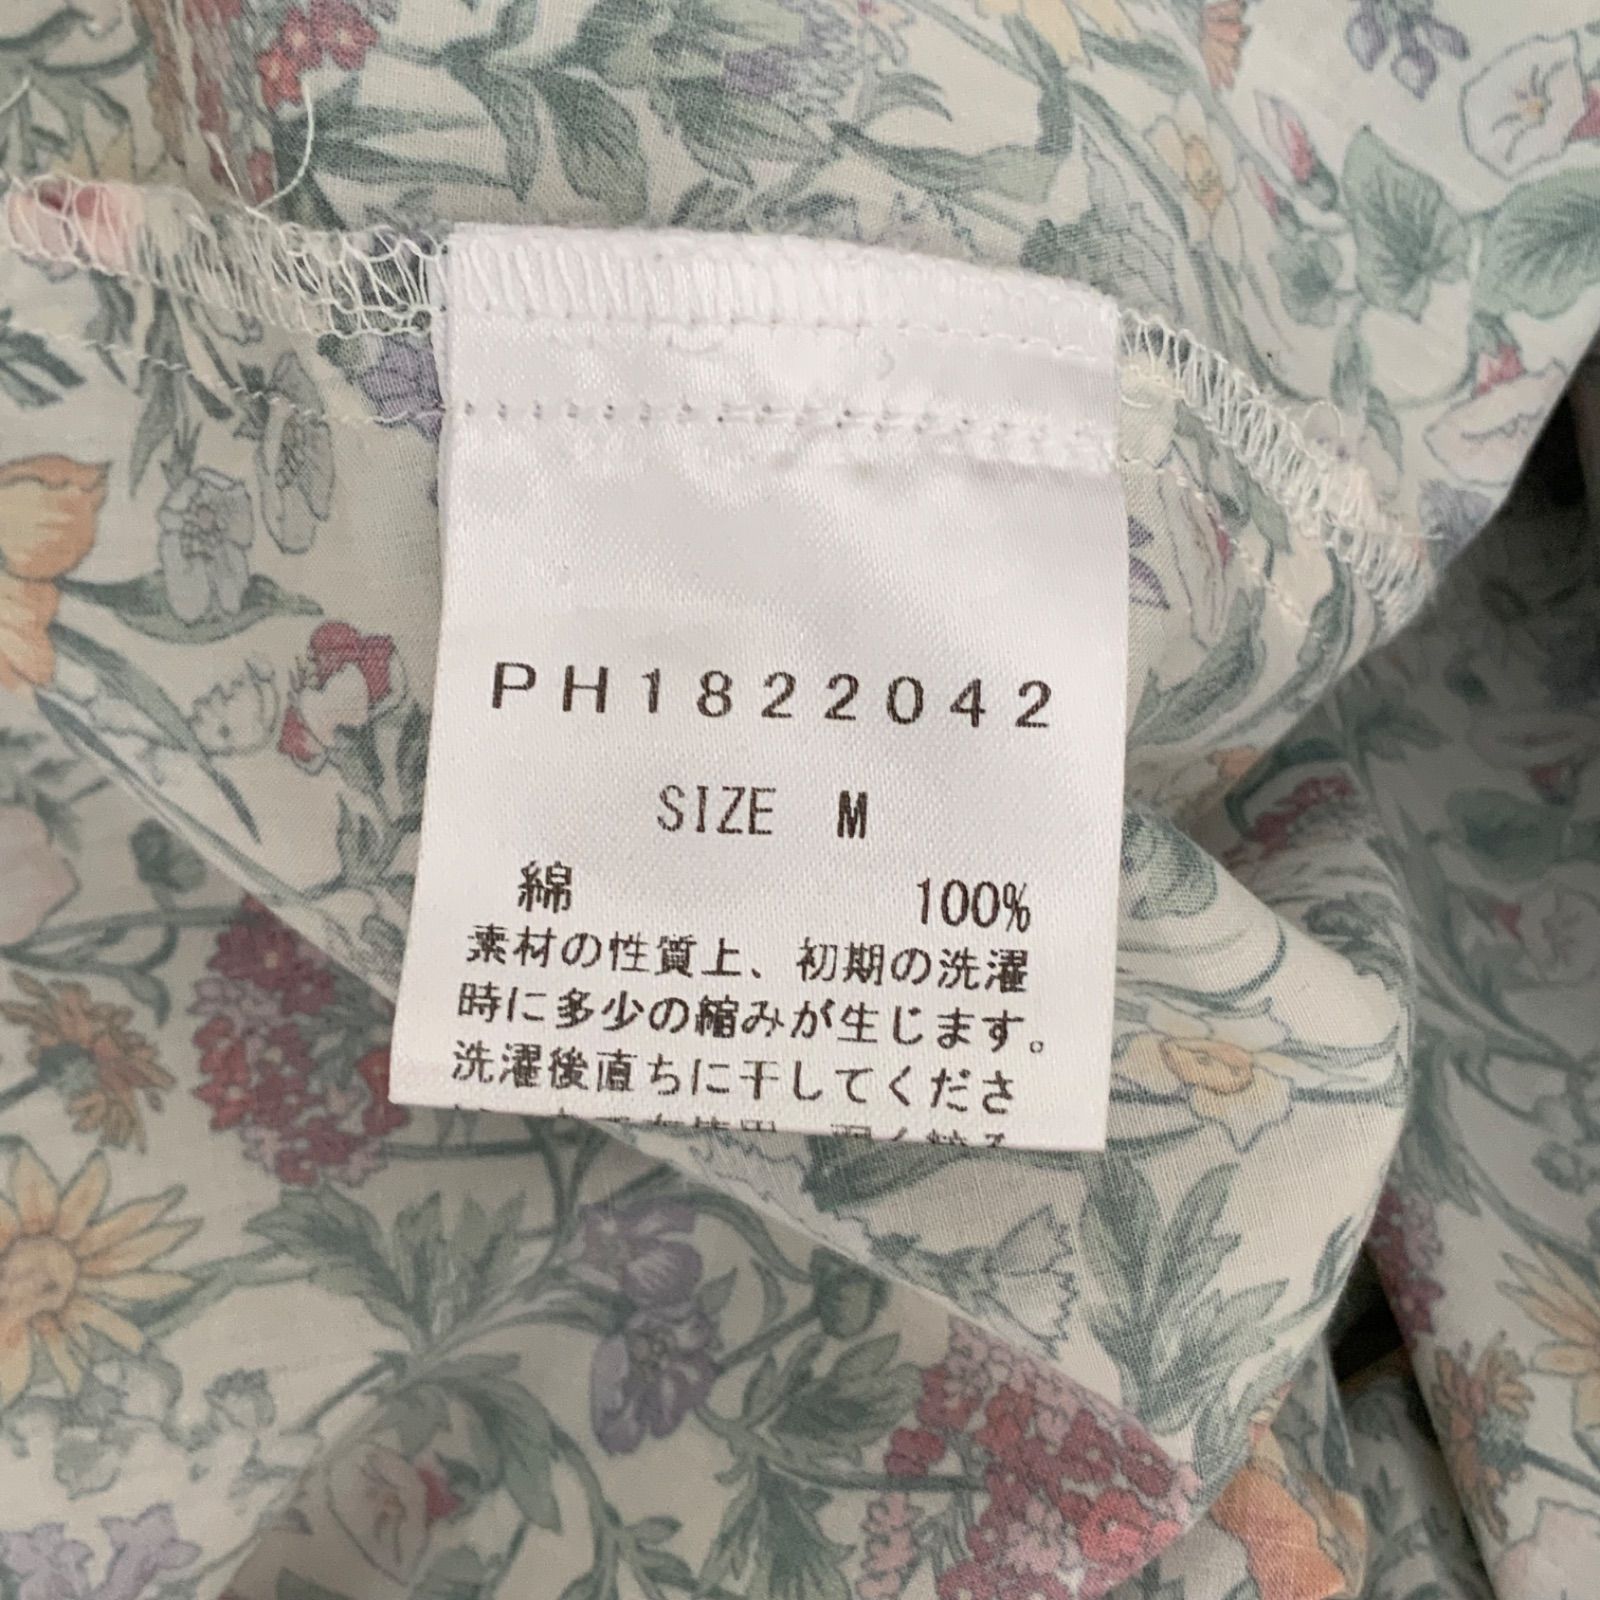 PH1822042
SIZE M
綿 100%
素材の性質上、初期の洗濯
時に多少の縮みが生じます。
洗濯後直ちに干してくださ